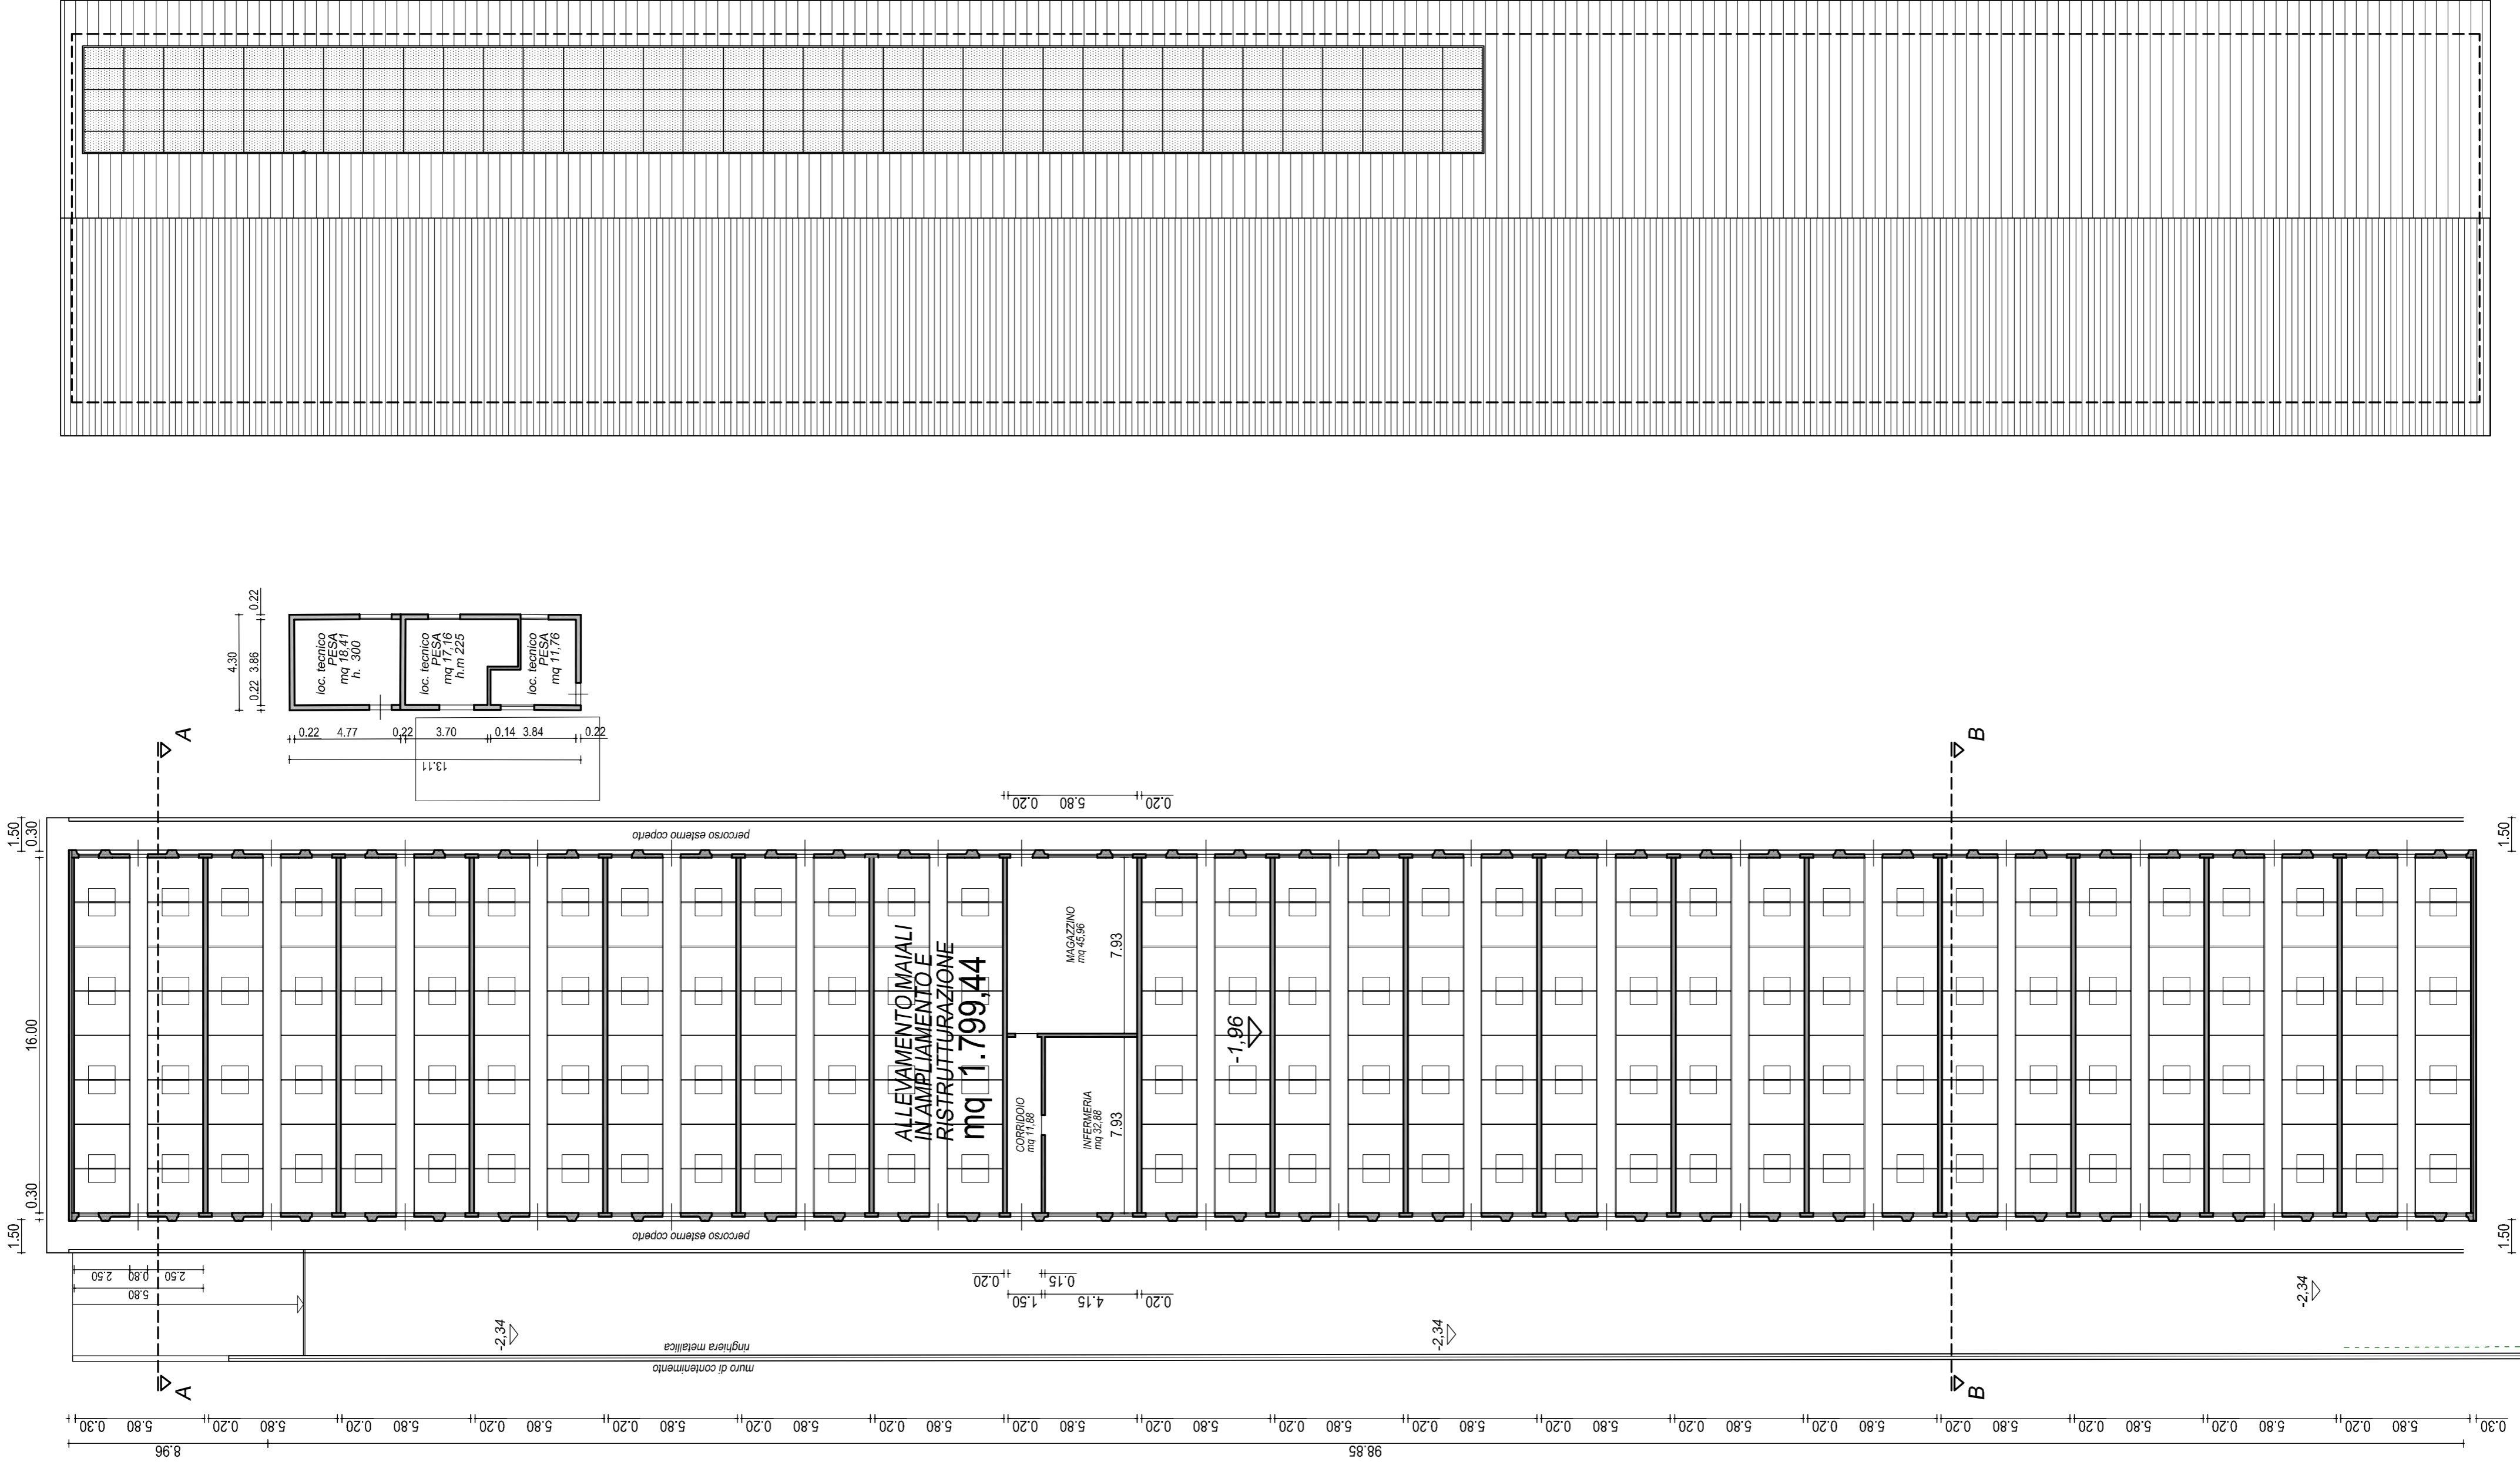 4.30
0.22 3.86 0.22
loc. tecnico
PESA
mq 18,41
h. 300
loc. tecnico
PESA
mq 17,16
h.m 225
loc. tecnico
PESA
mq 11,76
0.22 4.77 0.22 3.70 0,14 3.84 0.22
13.11
A
B
1.50
0.30
16.00
0.30
1.50
1.50
1.50
0.20 5.80 0.20
percorso esterno coperto
ALLEVAMENTO MAIALI
IN AMPLIAMENTO E
RISTRUTTURAZIONE
mq 1.799,44
MAGAZZINO
mq 45,96
7.93
CORRIDOIO
mq 11,88
INFERMERIA
mq 32,88
7.93
-1,96
percorso esterno coperto
2.50 0.80 2.50
5.80
0.20 0.15
1.50 4.15 0.20
-2,34
-2,34
-2,34
ringhiera metallica
muro di contenimento
A
B
0.30 5.80 0.20 5.80 0.20 5.80 0.20 5.80 0.20 5.80 0.20 5.80 0.20 5.80 0.20 5.80 0.20 5.80 0.20 5.80 0.20 5.80 0.20 5.80 0.20 5.80 0.20 5.80 0.20 5.80 0.20 5.80 0.20 5.80 0.20 5.80 0.30
8.96 98.85